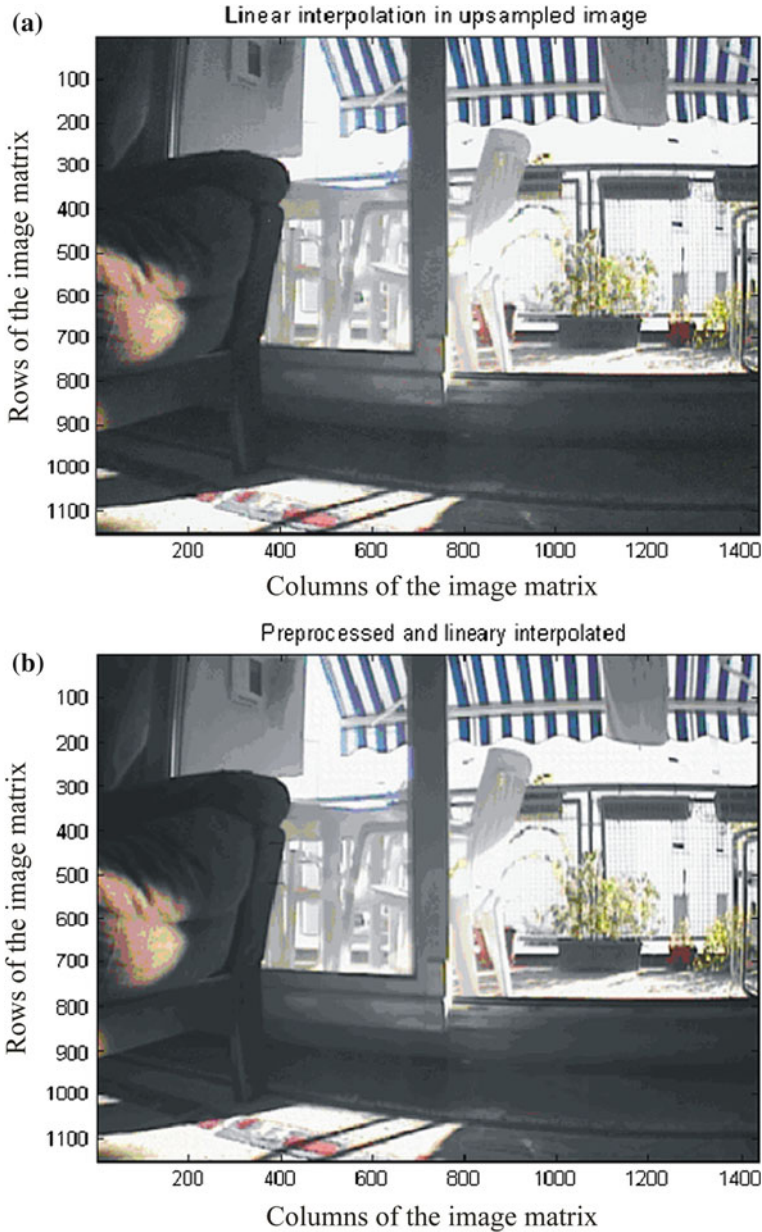 (a)
Linear interpolation in upsampled image
Rows of the image matrix
100
200
300
400
500
600
700
800
900
1000
1100
200 400 600 800 1000 1200 1400
Columns of the image matrix
(b)
Preprocessed and lineary interpolated
Rows of the image matrix
100
200
300
400
500
600
700
800
900
1000
1100
200 400 600 800 1000 1200 1400
Columns of the image matrix